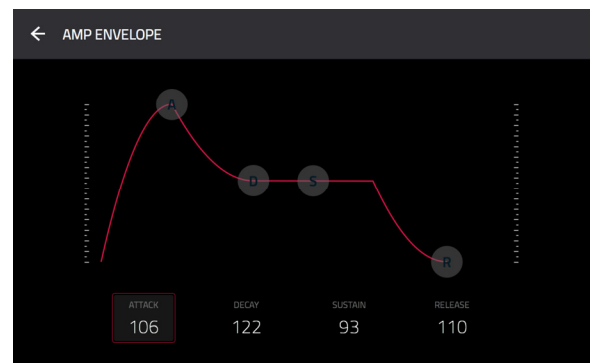 AMP ENVELOPE
A
D
S
R
ATTACK DECAY SUSTAIN RELEASE
106 122 93 110